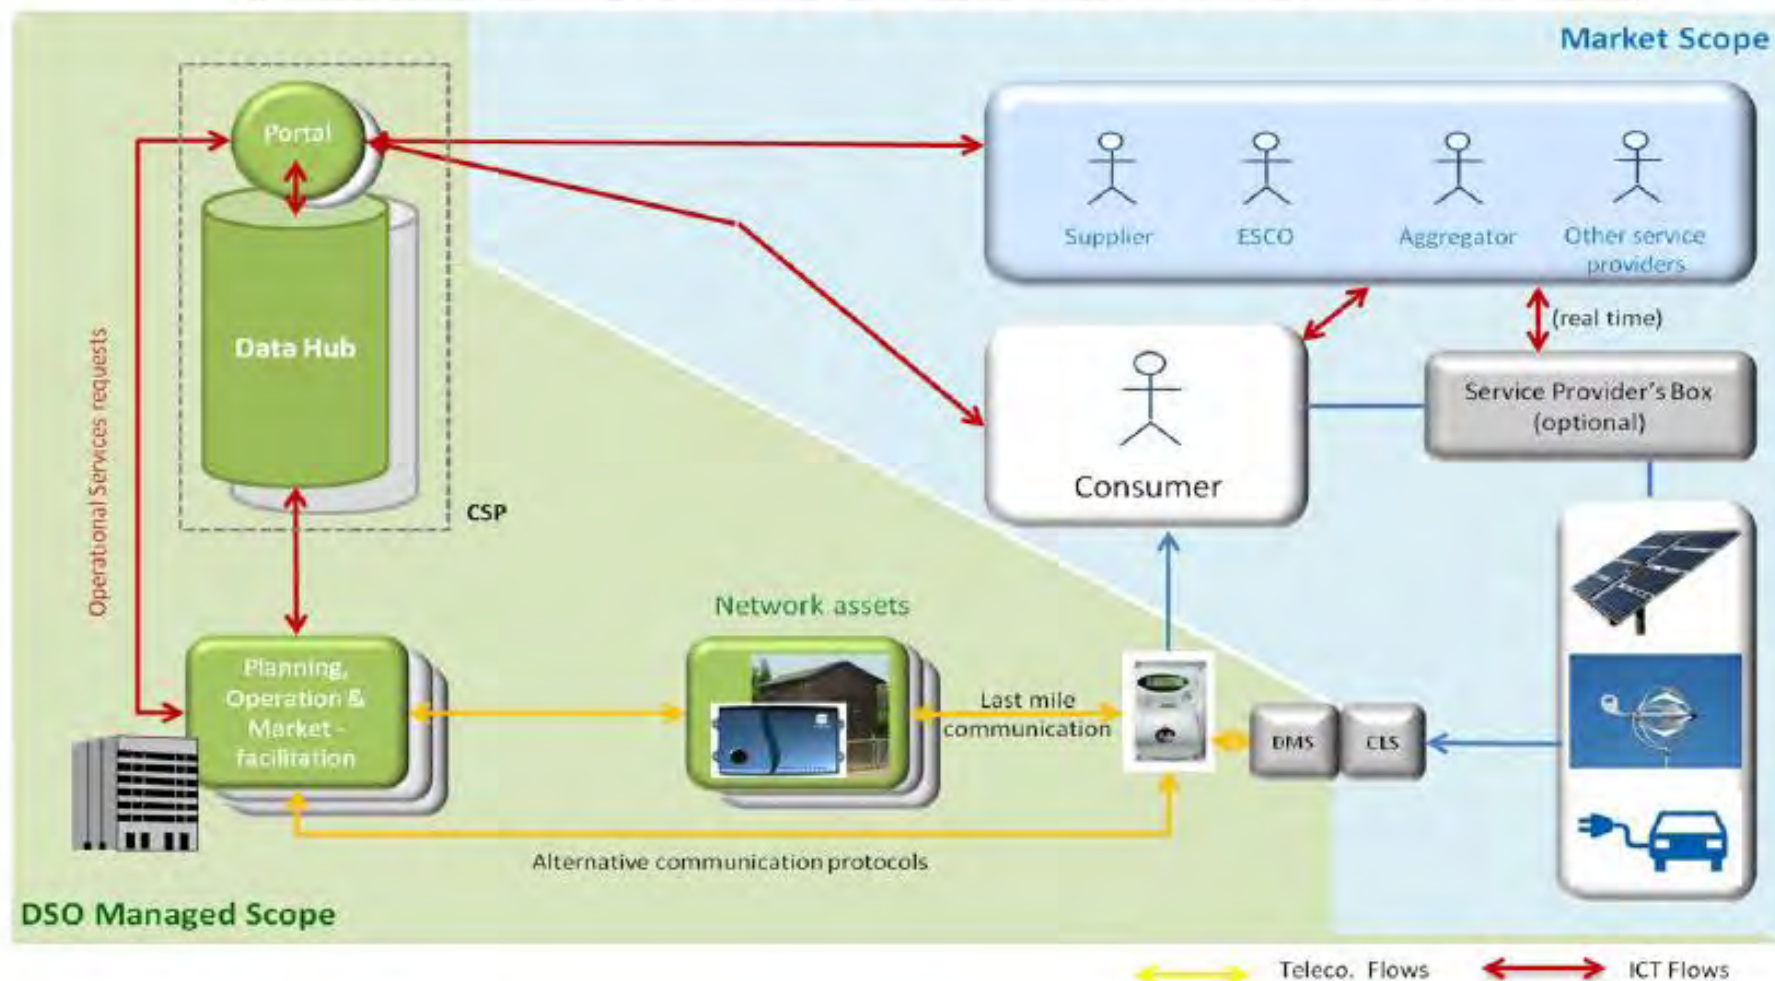 Market Scope
Portal
Supplier
ESCO
Aggregator
Other service
providers
(real time)
Data Hub
Operational Services requests
Service Provider's Box
(optional)
Consumer
CSP
Network assets
Planning,
Operation &
Market -
facilitation
Last mile
communication
DMS
CLS
Alternative communication protocols
DSO Managed Scope
Teleco. Flows
ICT Flows